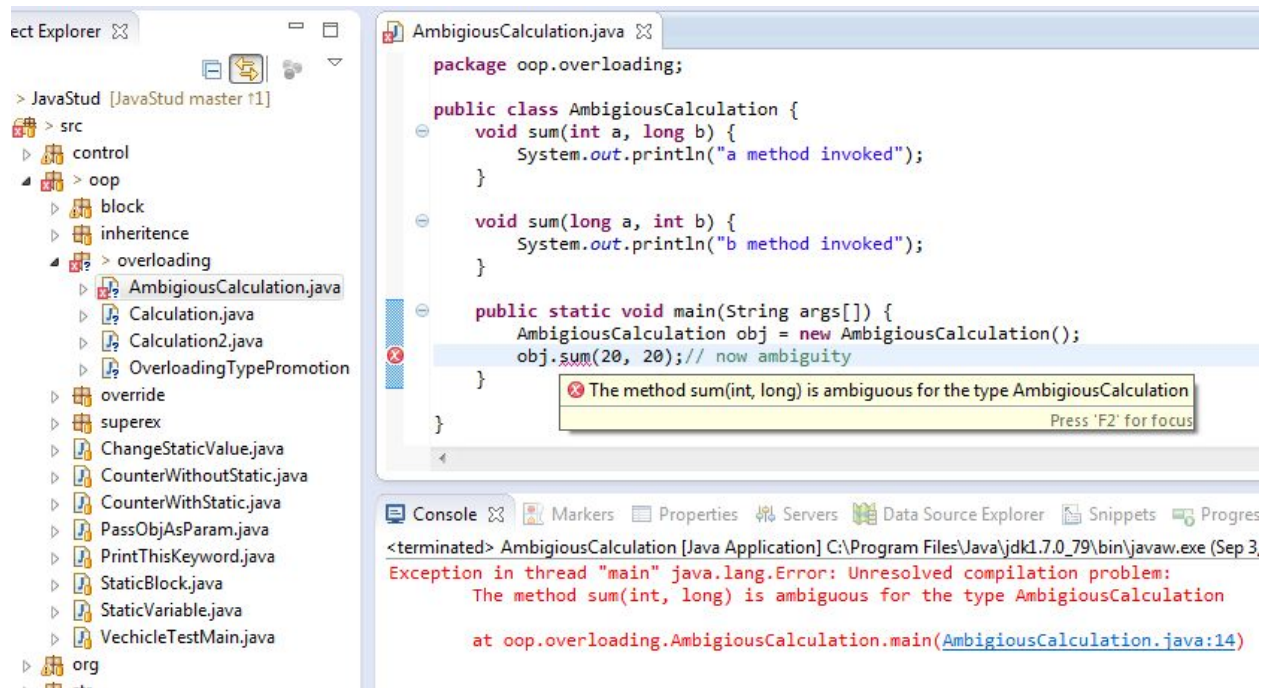 ect Explorer
> JavaStud [JavaStud master ↑1]
> src
control
> oop
block
inheritence
> overloading
AmbigiousCalculation.java
Calculation.java
Calculation2.java
OverloadingTypePromotion
override
superex
ChangeStaticValue.java
CounterWithoutStatic.java
CounterWithStatic.java
PassObjAsParam.java
PrintThisKeyword.java
StaticBlock.java
StaticVariable.java
VechicleTestMain.java
org
AmbigiousCalculation.java
package oop.overloading;
public class AmbigiousCalculation {
void sum(int a, long b) {
System.out.println("a method invoked");
}
void sum(long a, int b) {
System.out.println("b method invoked");
}
public static void main(String args[]) {
AmbigiousCalculation obj = new AmbigiousCalculation();
obj.sum(20, 20);// now ambiguity
}
The method sum(int, long) is ambiguous for the type AmbigiousCalculation
Press 'F2' for focus
}
Console Markers Properties Servers Data Source Explorer Snippets Progres
<terminated> AmbigiousCalculation [Java Application] C:\Program Files\Java\jdk1.7.0_79\bin\javaw.exe (Sep 3,
Exception in thread "main" java.lang.Error: Unresolved compilation problem:
The method sum(int, long) is ambiguous for the type AmbigiousCalculation
at oop.overloading.AmbigiousCalculation.main(AmbigiousCalculation.java:14)